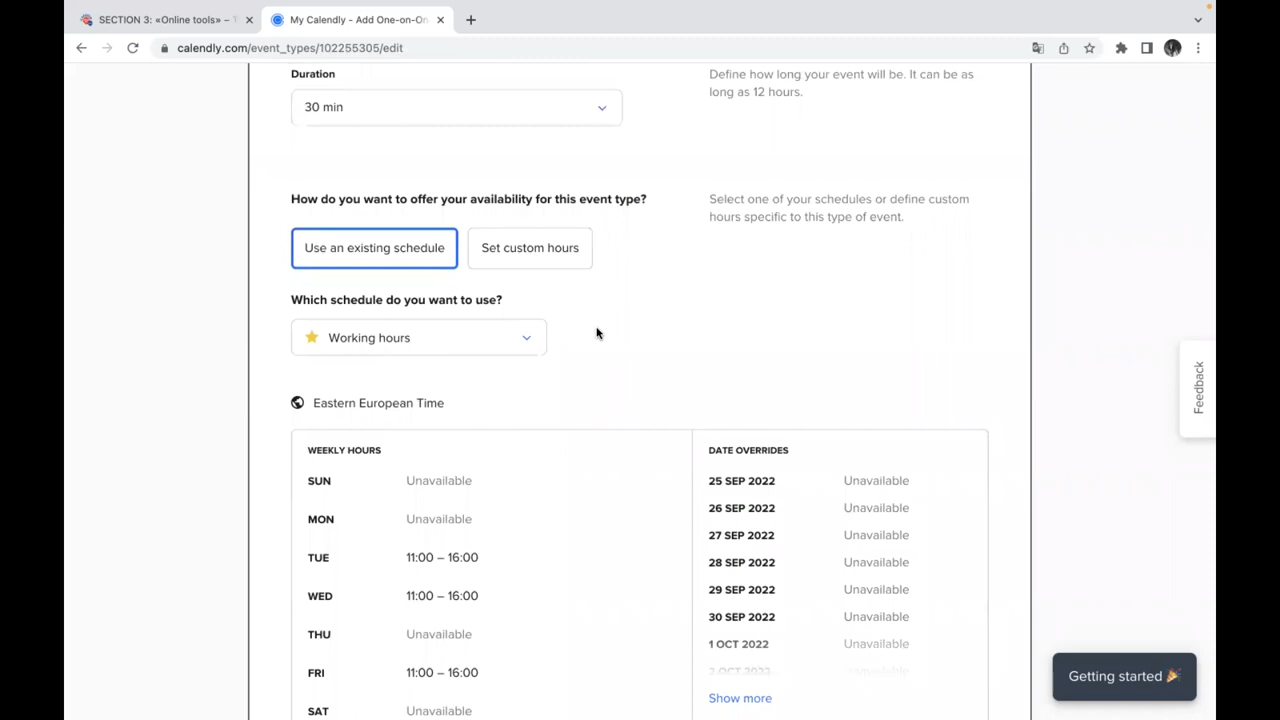 SECTION 3: «Online tools» –
My Calendly - Add One-on-On
calendly.com/event_types/102255305/edit
Duration
30 min
Define how long your event will be. It can be as
long as 12 hours.
How do you want to offer your availability for this event type?
Select one of your schedules or define custom
hours specific to this type of event.
Use an existing schedule
Set custom hours
Which schedule do you want to use?
Working hours
Feedback
Eastern European Time
WEEKLY HOURS
SUN Unavailable
MON Unavailable
TUE 11:00 – 16:00
WED 11:00 – 16:00
THU Unavailable
FRI 11:00 – 16:00
SAT Unavailable
DATE OVERRIDES
25 SEP 2022 Unavailable
26 SEP 2022 Unavailable
27 SEP 2022 Unavailable
28 SEP 2022 Unavailable
29 SEP 2022 Unavailable
30 SEP 2022 Unavailable
1 OCT 2022 Unavailable
2 OCT 2022 Unavailable
Show more
Getting started 🎉